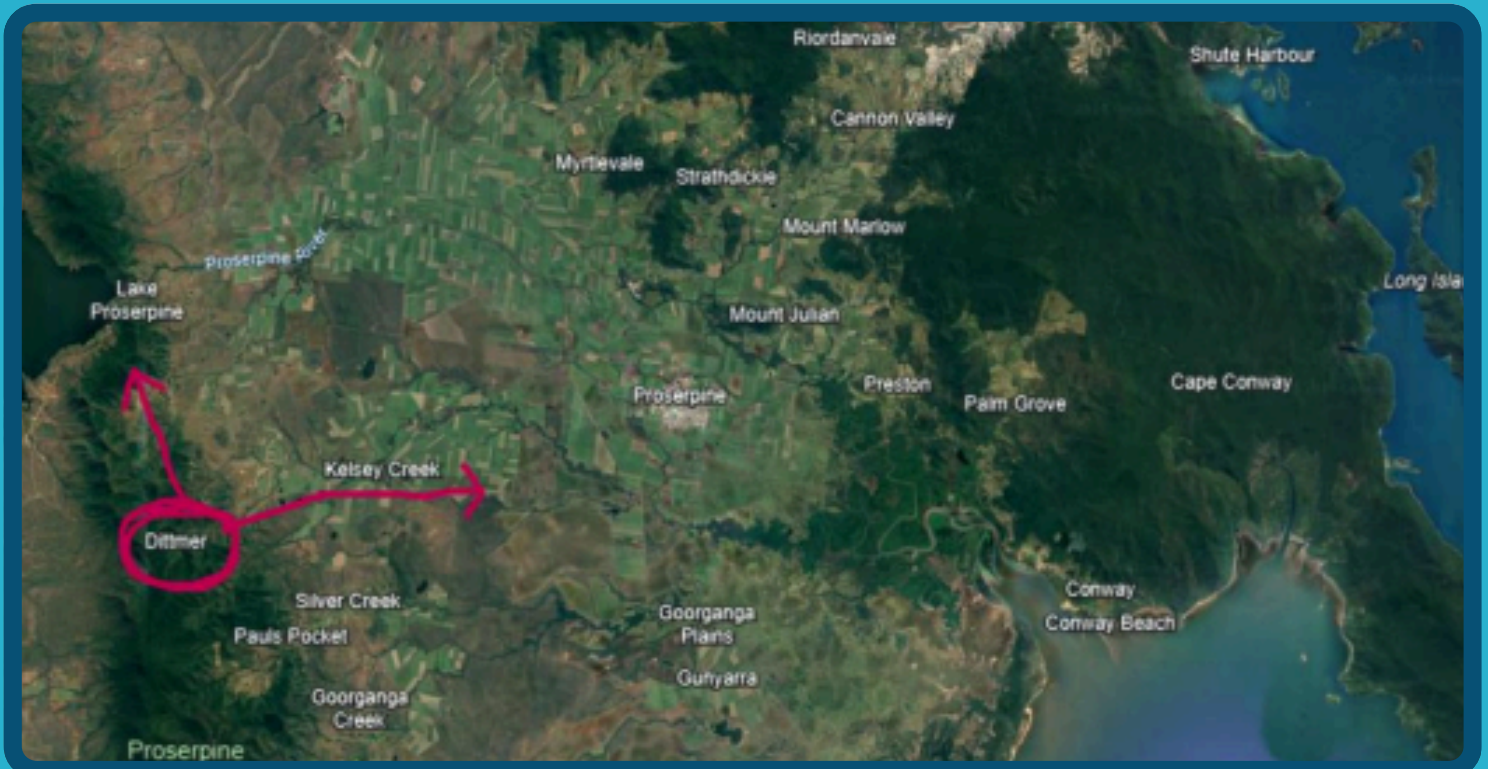 Riordanvale
Shute Harbour
Cannon Valley
Myrtlevale
Strathdickie
Mount Marlow
Proserpine River
Lake
Proserpine
Long Isla
Mount Julian
Proserpine
Preston
Palm Grove
Cape Conway
Kelsey Creek
Dittmer
Silver Creek
Pauls Pocket
Goorganga
Plains
Conway
Conway Beach
Gunyarra
Goorganga
Creek
Proserpine